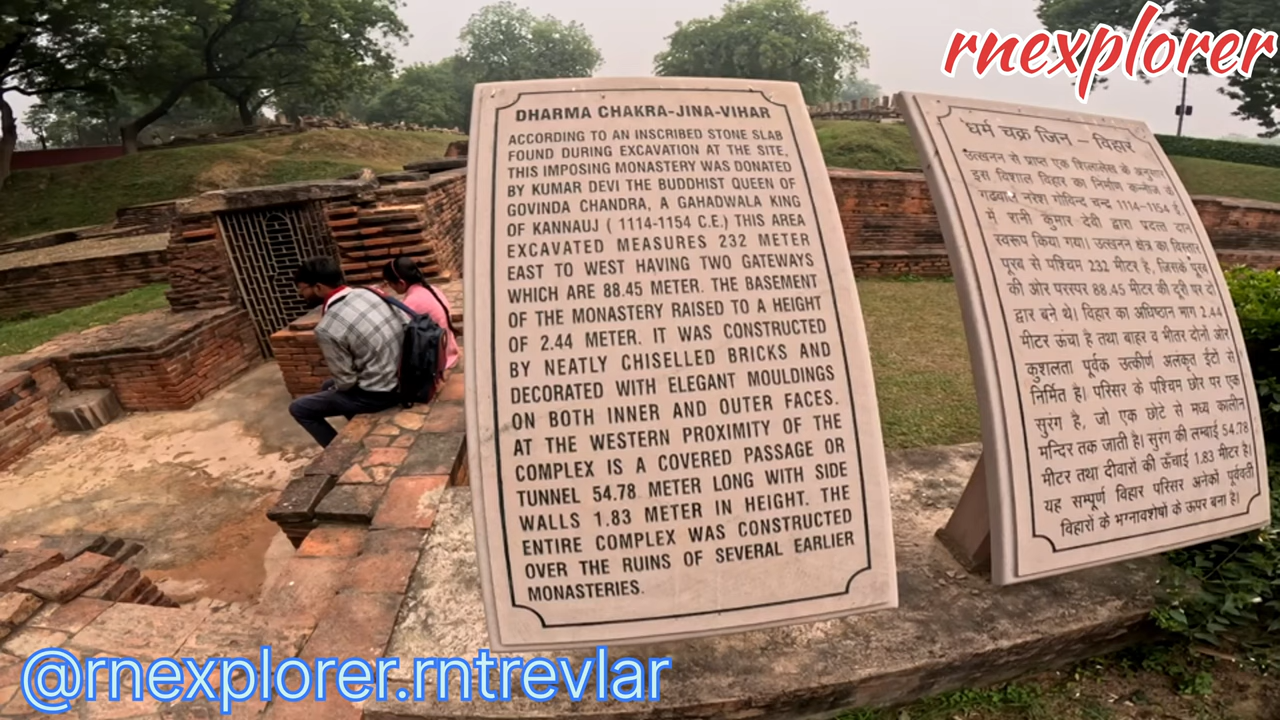 rnexplorer
DHARMA CHAKRA-JINA-VIHAR
ACCORDING TO AN INSCRIBED STONE SLAB
FOUND DURING EXCAVATION AT THE SITE,
THIS IMPOSING MONASTERY WAS DONATED
BY KUMAR DEVI THE BUDDHIST QUEEN OF
GOVINDA CHANDRA, A GAHADWALA KING
OF KANNAUJ ( 1114-1154 C.E.) THIS AREA
EXCAVATED MEASURES 232 METER
EAST TO WEST HAVING TWO GATEWAYS
WHICH ARE 88.45 METER. THE BASEMENT
OF THE MONASTERY RAISED TO A HEIGHT
OF 2.44 METER. IT WAS CONSTRUCTED
BY NEATLY CHISELLED BRICKS AND
DECORATED WITH ELEGANT MOULDINGS
ON BOTH INNER AND OUTER FACES.
AT THE WESTERN PROXIMITY OF THE
COMPLEX IS A COVERED PASSAGE OR
TUNNEL 54.78 METER LONG WITH SIDE
WALLS 1.83 METER IN HEIGHT. THE
ENTIRE COMPLEX WAS CONSTRUCTED
OVER THE RUINS OF SEVERAL EARLIER
MONASTERIES.
धर्म चक्र जिन – विहार
उत्खनन से प्राप्त एक शिलालेख के अनुसार
इस विशाल विहार का निर्माण कन्नौज के
गढवाल नरेश गोविन्द चन्द्र 1114-1154 ई.
में रानी कुमार देवी द्वारा प्रदत्त दान
स्वरूप किया गया। उत्खनन क्षेत्र का विस्तार
पूरब से पश्चिम 232 मीटर है, जिसके पूरब
की ओर परस्पर 88.45 मीटर की दूरी पर दो
द्वार बने थे। विहार का अधिष्ठान भाग 2.44
मीटर ऊंचा है तथा बाहर व भीतर दोनों ओर
कुशलता पूर्वक उत्कीर्ण अलंकृत ईंटो से
निर्मित है। परिसर के पश्चिम छोर पर एक
सुरंग है, जो एक छोटे से मध्य कालीन
मन्दिर तक जाती है। सुरंग की लम्बाई 54.78
मीटर तथा दीवारों की ऊँचाई 1.83 मीटर है।
यह सम्पूर्ण विहार परिसर अनेकों पूर्ववती
विहारों के भग्नावशेषों के ऊपर बना है।
@rnexplorer.rntrevlar